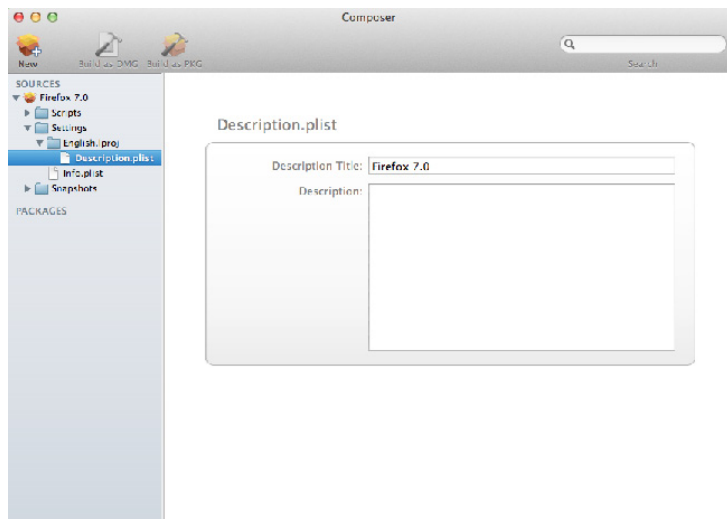 Composer
New
Build as DMG
Build as PKG
Search
SOURCES
Firefox 7.0
Scripts
Settings
English.lproj
Description.plist
Info.plist
Snapshots
PACKAGES
Description.plist
Description Title: Firefox 7.0
Description: